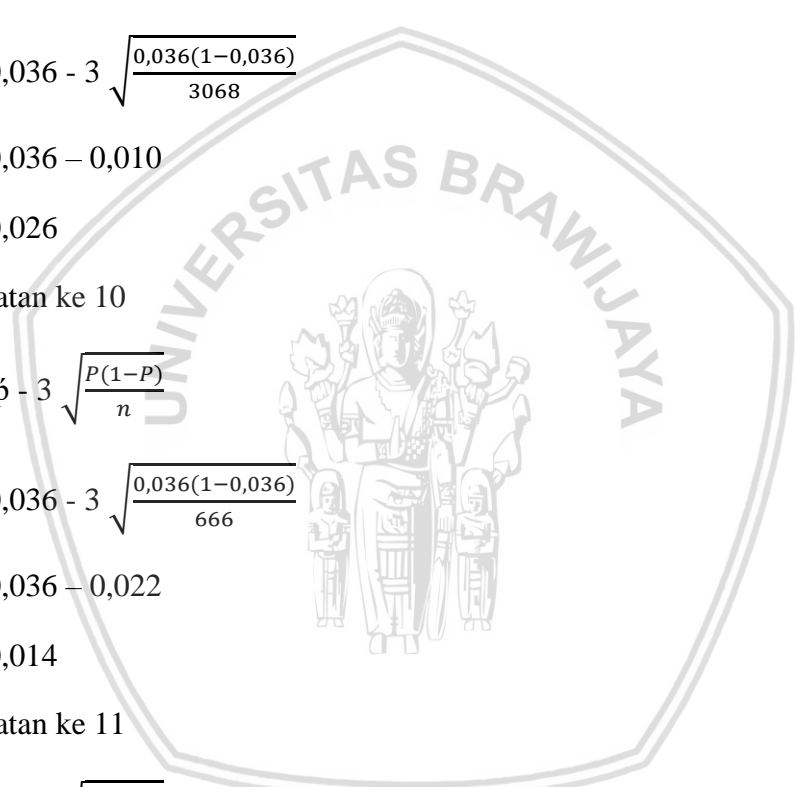 ,036 - 3 √0,036(1−0,036)/3068
,036 – 0,010
,026
atan ke 10
- 3 √P(1−P)/n
,036 - 3 √0,036(1−0,036)/666
,036 – 0,022
,014
atan ke 11
UNIVERSITAS BRAWIJAYA